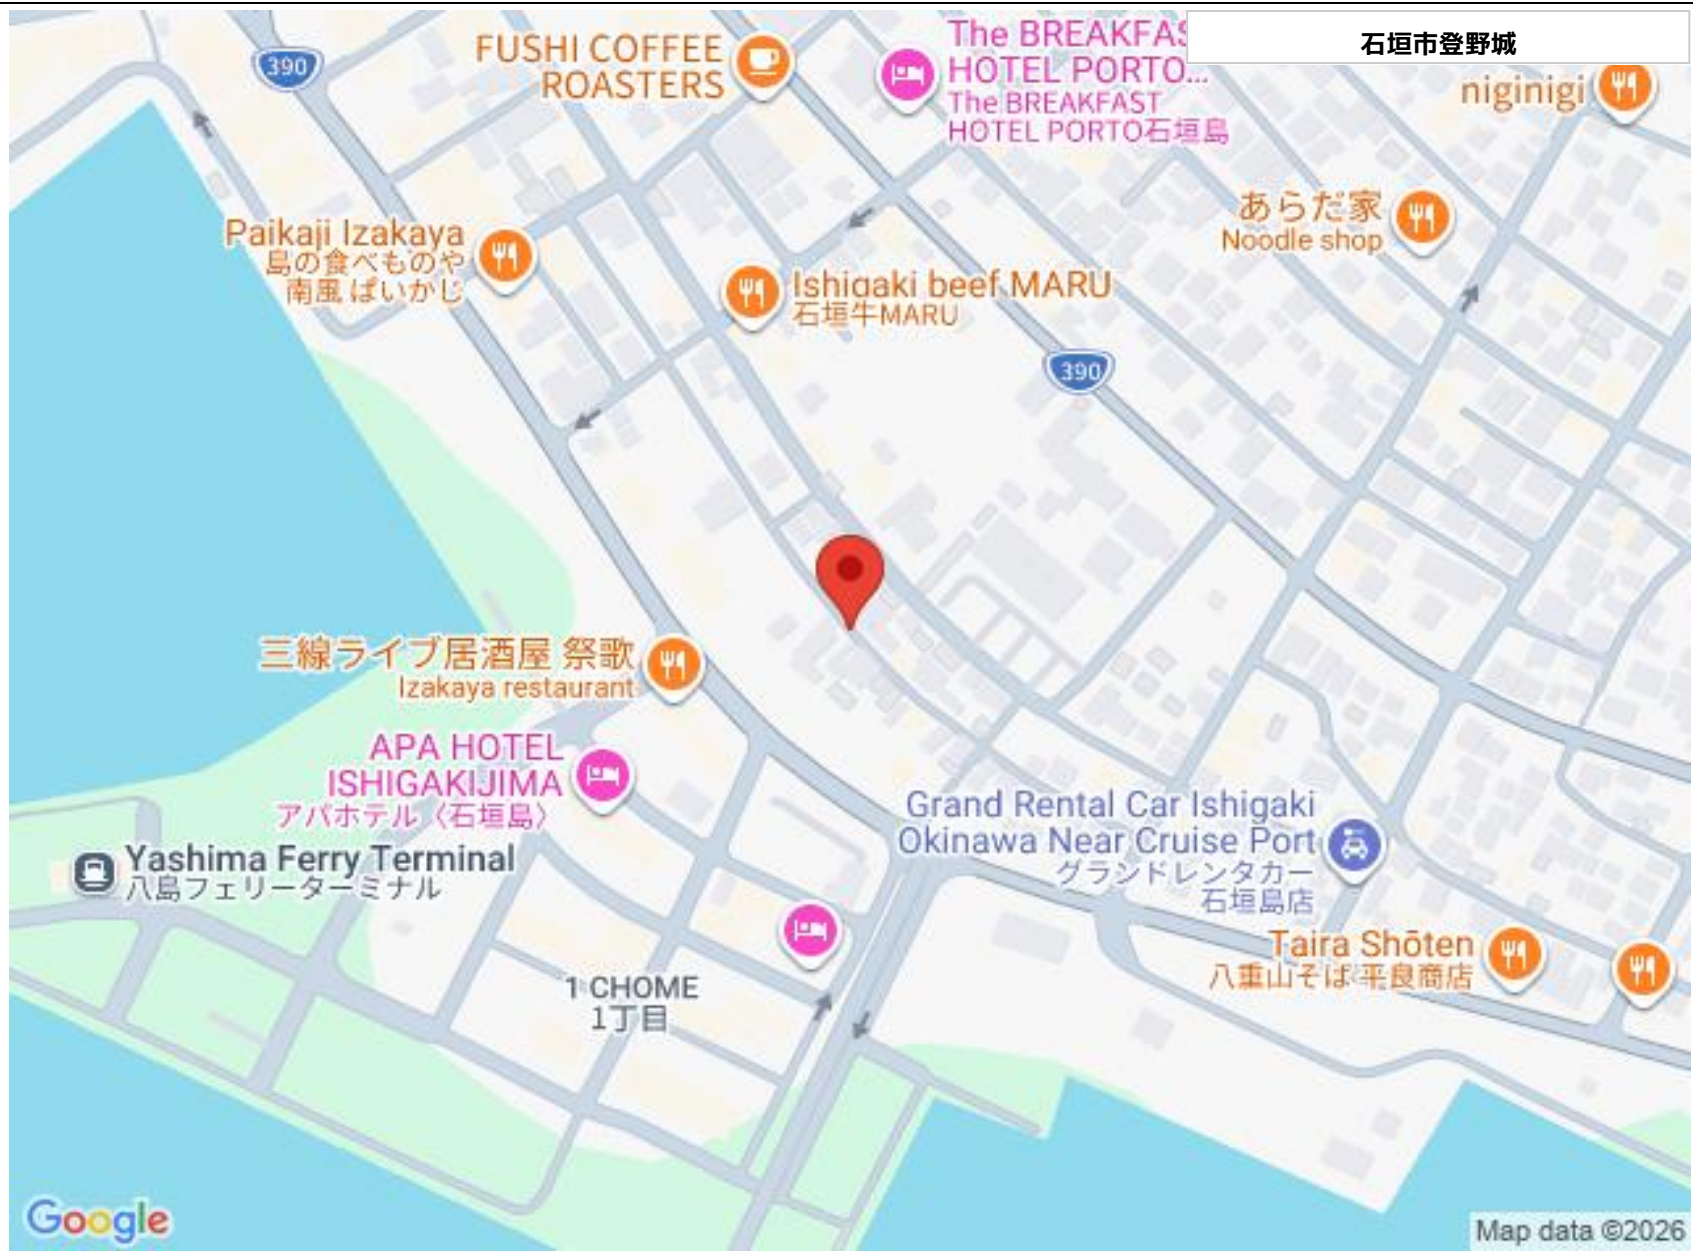 390
FUSHI COFFEE
ROASTERS
The BREAKFAS
HOTEL PORTO...
The BREAKFAST
HOTEL PORTO石垣島
石垣市登野城
niginigi
Paikaji Izakaya
島の食べものや
南風 ぱいかじ
あらだ家
Noodle shop
Ishigaki beef MARU
石垣牛MARU
390
三線ライブ居酒屋 祭歌
Izakaya restaurant
APA HOTEL
ISHIGAKIJIMA
アパホテル〈石垣島〉
Grand Rental Car Ishigaki
Okinawa Near Cruise Port
グランドレンタカー
石垣島店
Yashima Ferry Terminal
八島フェリーターミナル
Taira Shōten
八重山そば 平良商店
1 CHOME
1丁目
Google
Map data ©2026